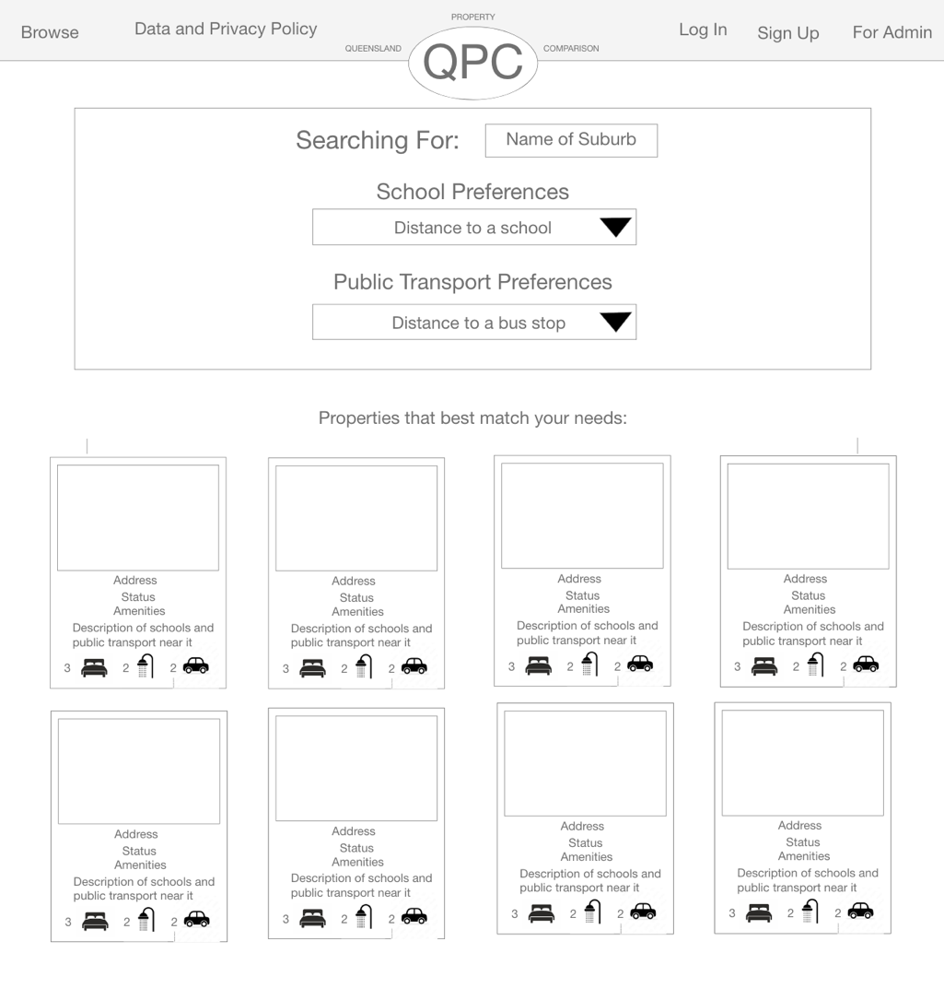 PROPERTY
Browse
Data and Privacy Policy
QUEENSLAND
QPC
COMPARISON
Log In
Sign Up
For Admin
Searching For:
Name of Suburb
School Preferences
Distance to a school
Public Transport Preferences
Distance to a bus stop
Properties that best match your needs:
Address
Status
Amenities
Description of schools and
public transport near it
3 2 2
Address
Status
Amenities
Description of schools and
public transport near it
3 2 2
Address
Status
Amenities
Description of schools and
public transport near it
3 2 2
Address
Status
Amenities
Description of schools and
public transport near it
3 2 2
Address
Status
Amenities
Description of schools and
public transport near it
3 2 2
Address
Status
Amenities
Description of schools and
public transport near it
3 2 2
Address
Status
Amenities
Description of schools and
public transport near it
3 2 2
Address
Status
Amenities
Description of schools and
public transport near it
3 2 2